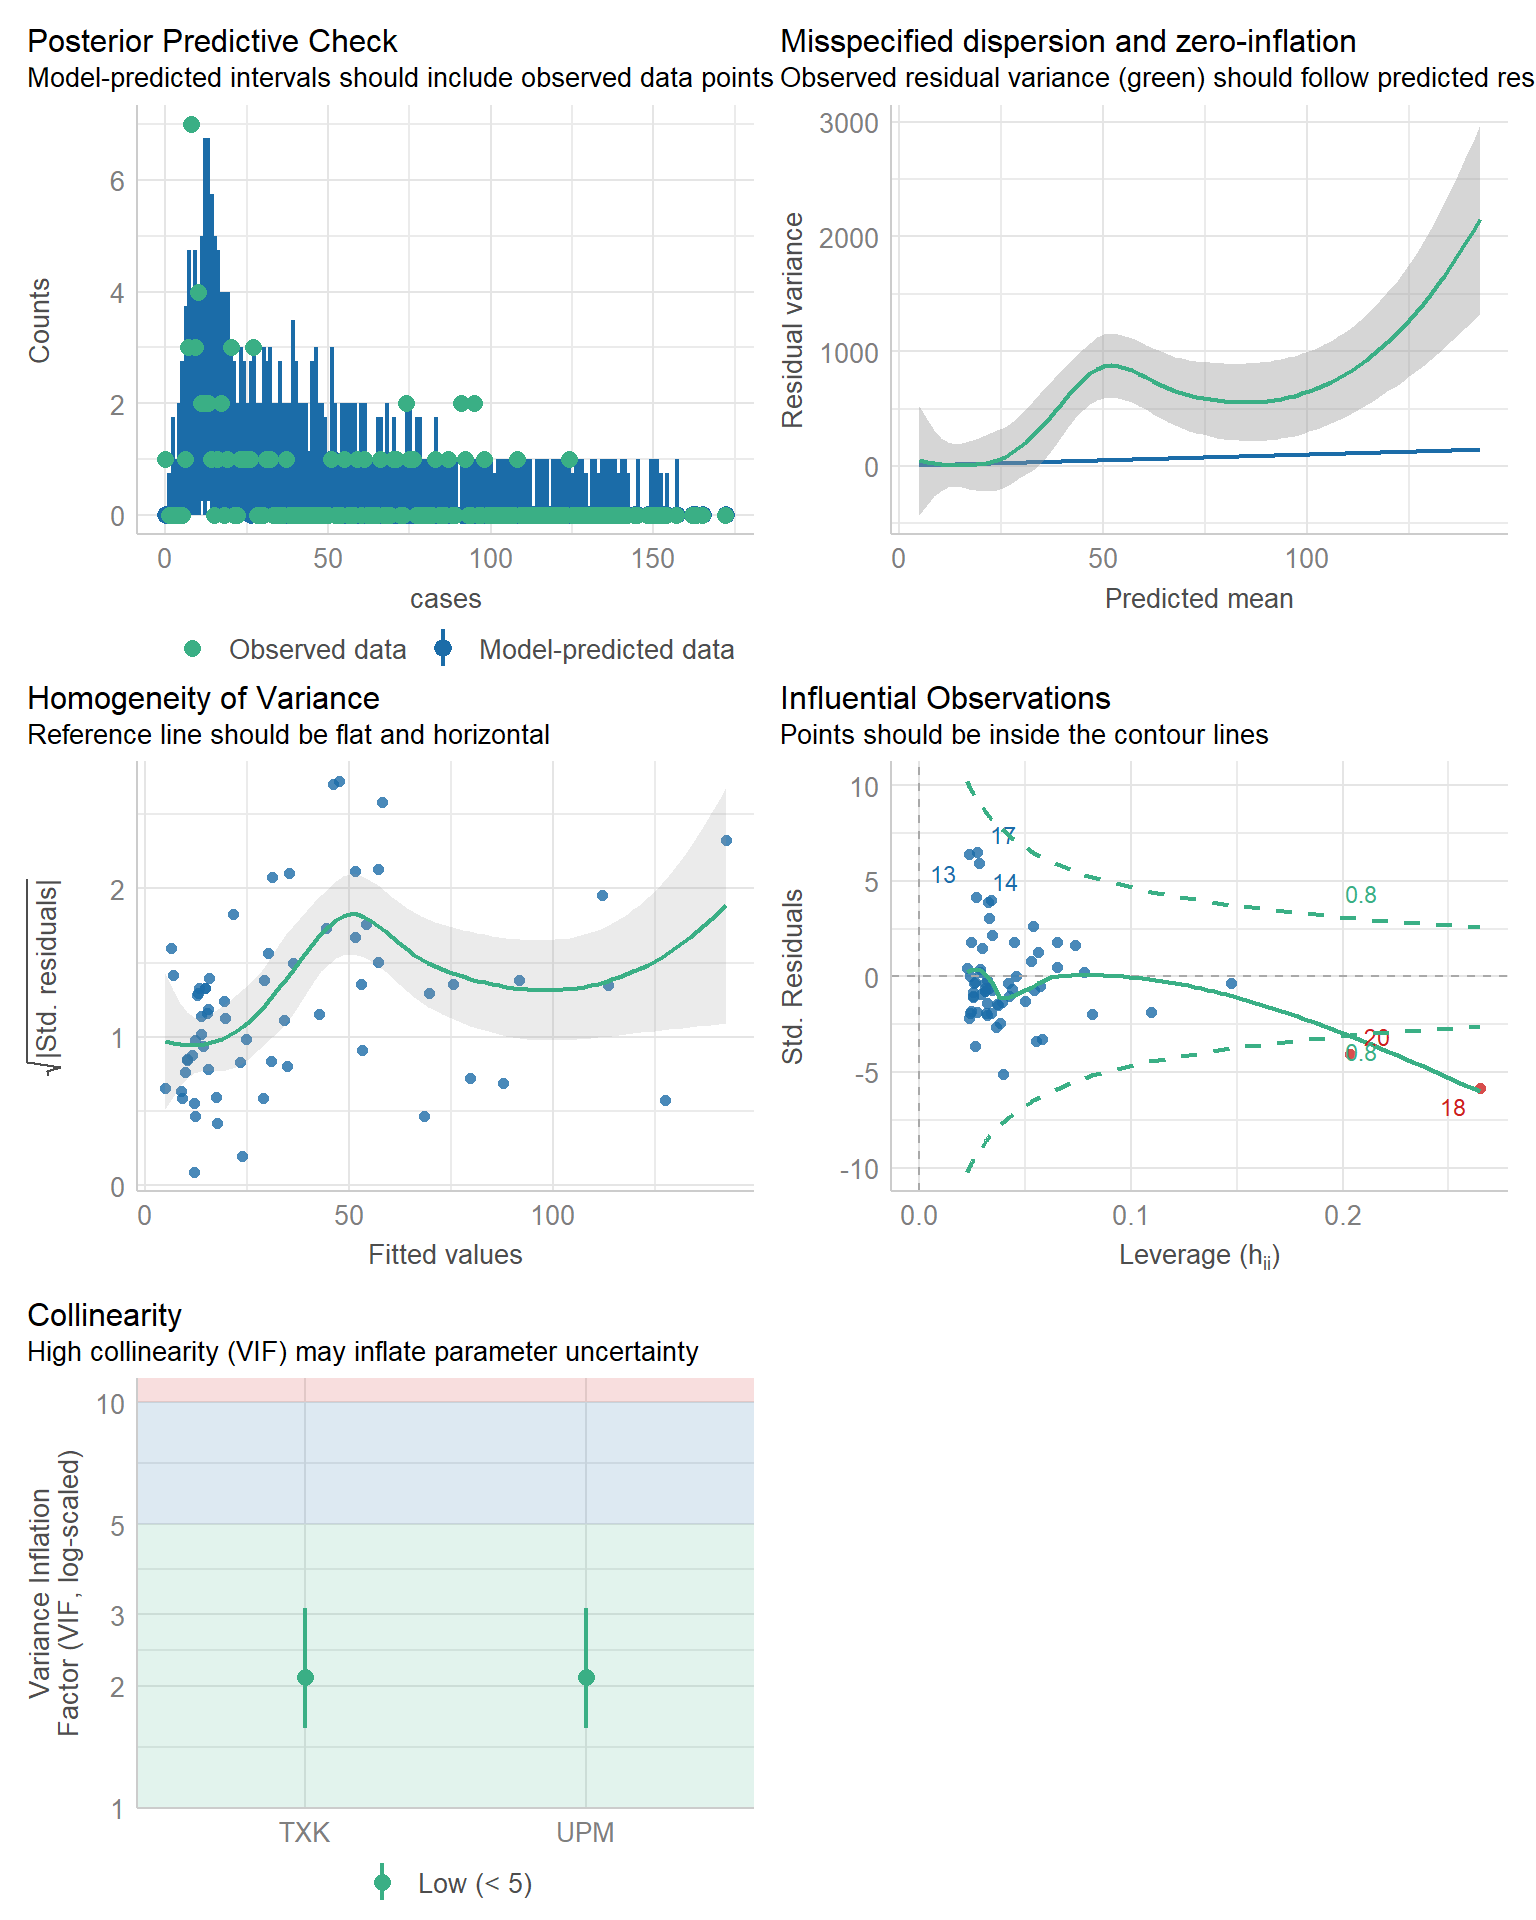 Posterior Predictive Check
Model-predicted intervals should include observed data points
Counts
6
4
2
0
0
50
100
150
cases
Observed data
Model-predicted data
Misspecified dispersion and zero-inflation
Observed residual variance (green) should follow predicted res
Residual variance
3000
2000
1000
0
0
50
100
Predicted mean
Homogeneity of Variance
Reference line should be flat and horizontal
√|Std. residuals|
2
1
0
0
50
100
Fitted values
Influential Observations
Points should be inside the contour lines
Std. Residuals
10
5
0
-5
-10
17
13
14
0.8
20
0.8
18
0.0
0.1
0.2
Leverage (hii)
Collinearity
High collinearity (VIF) may inflate parameter uncertainty
Variance Inflation
Factor (VIF, log-scaled)
10
5
3
2
1
TXK
UPM
Low (< 5)